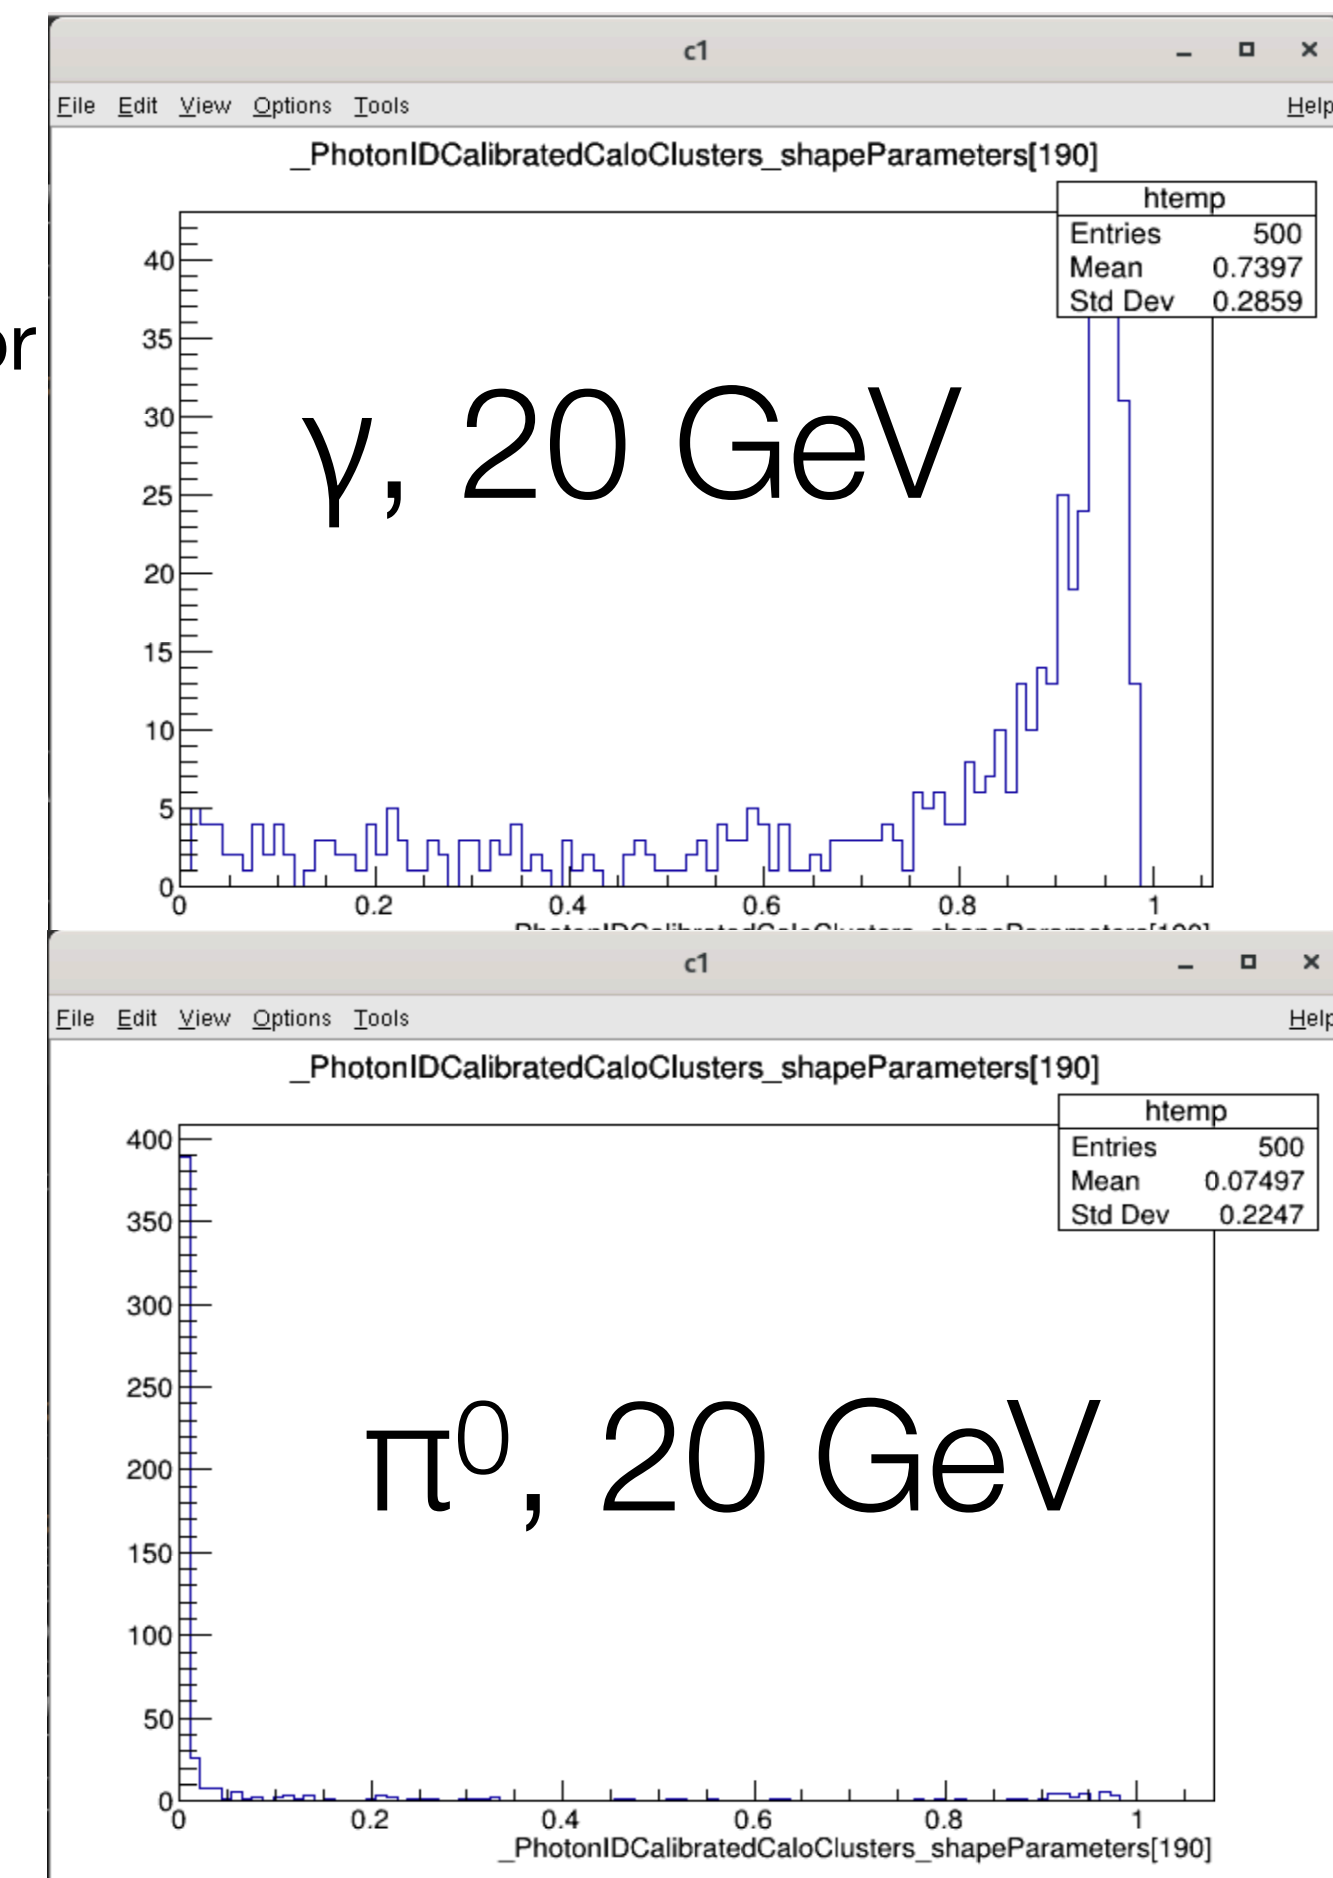 c1
File Edit View Options Tools Help
_PhotonIDCalibratedCaloClusters_shapeParameters[190]
htemp
Entries 500
Mean 0.7397
Std Dev 0.2859
or
40
35
30
25
20
15
10
5
0
γ, 20 GeV
0 0.2 0.4 0.6 0.8 1
PhotonIDCalibratedCaloClusters_shapeParameters[190]
c1
File Edit View Options Tools Help
_PhotonIDCalibratedCaloClusters_shapeParameters[190]
htemp
Entries 500
Mean 0.07497
Std Dev 0.2247
400
350
300
250
200
150
100
50
0
π⁰, 20 GeV
0 0.2 0.4 0.6 0.8 1
_PhotonIDCalibratedCaloClusters_shapeParameters[190]